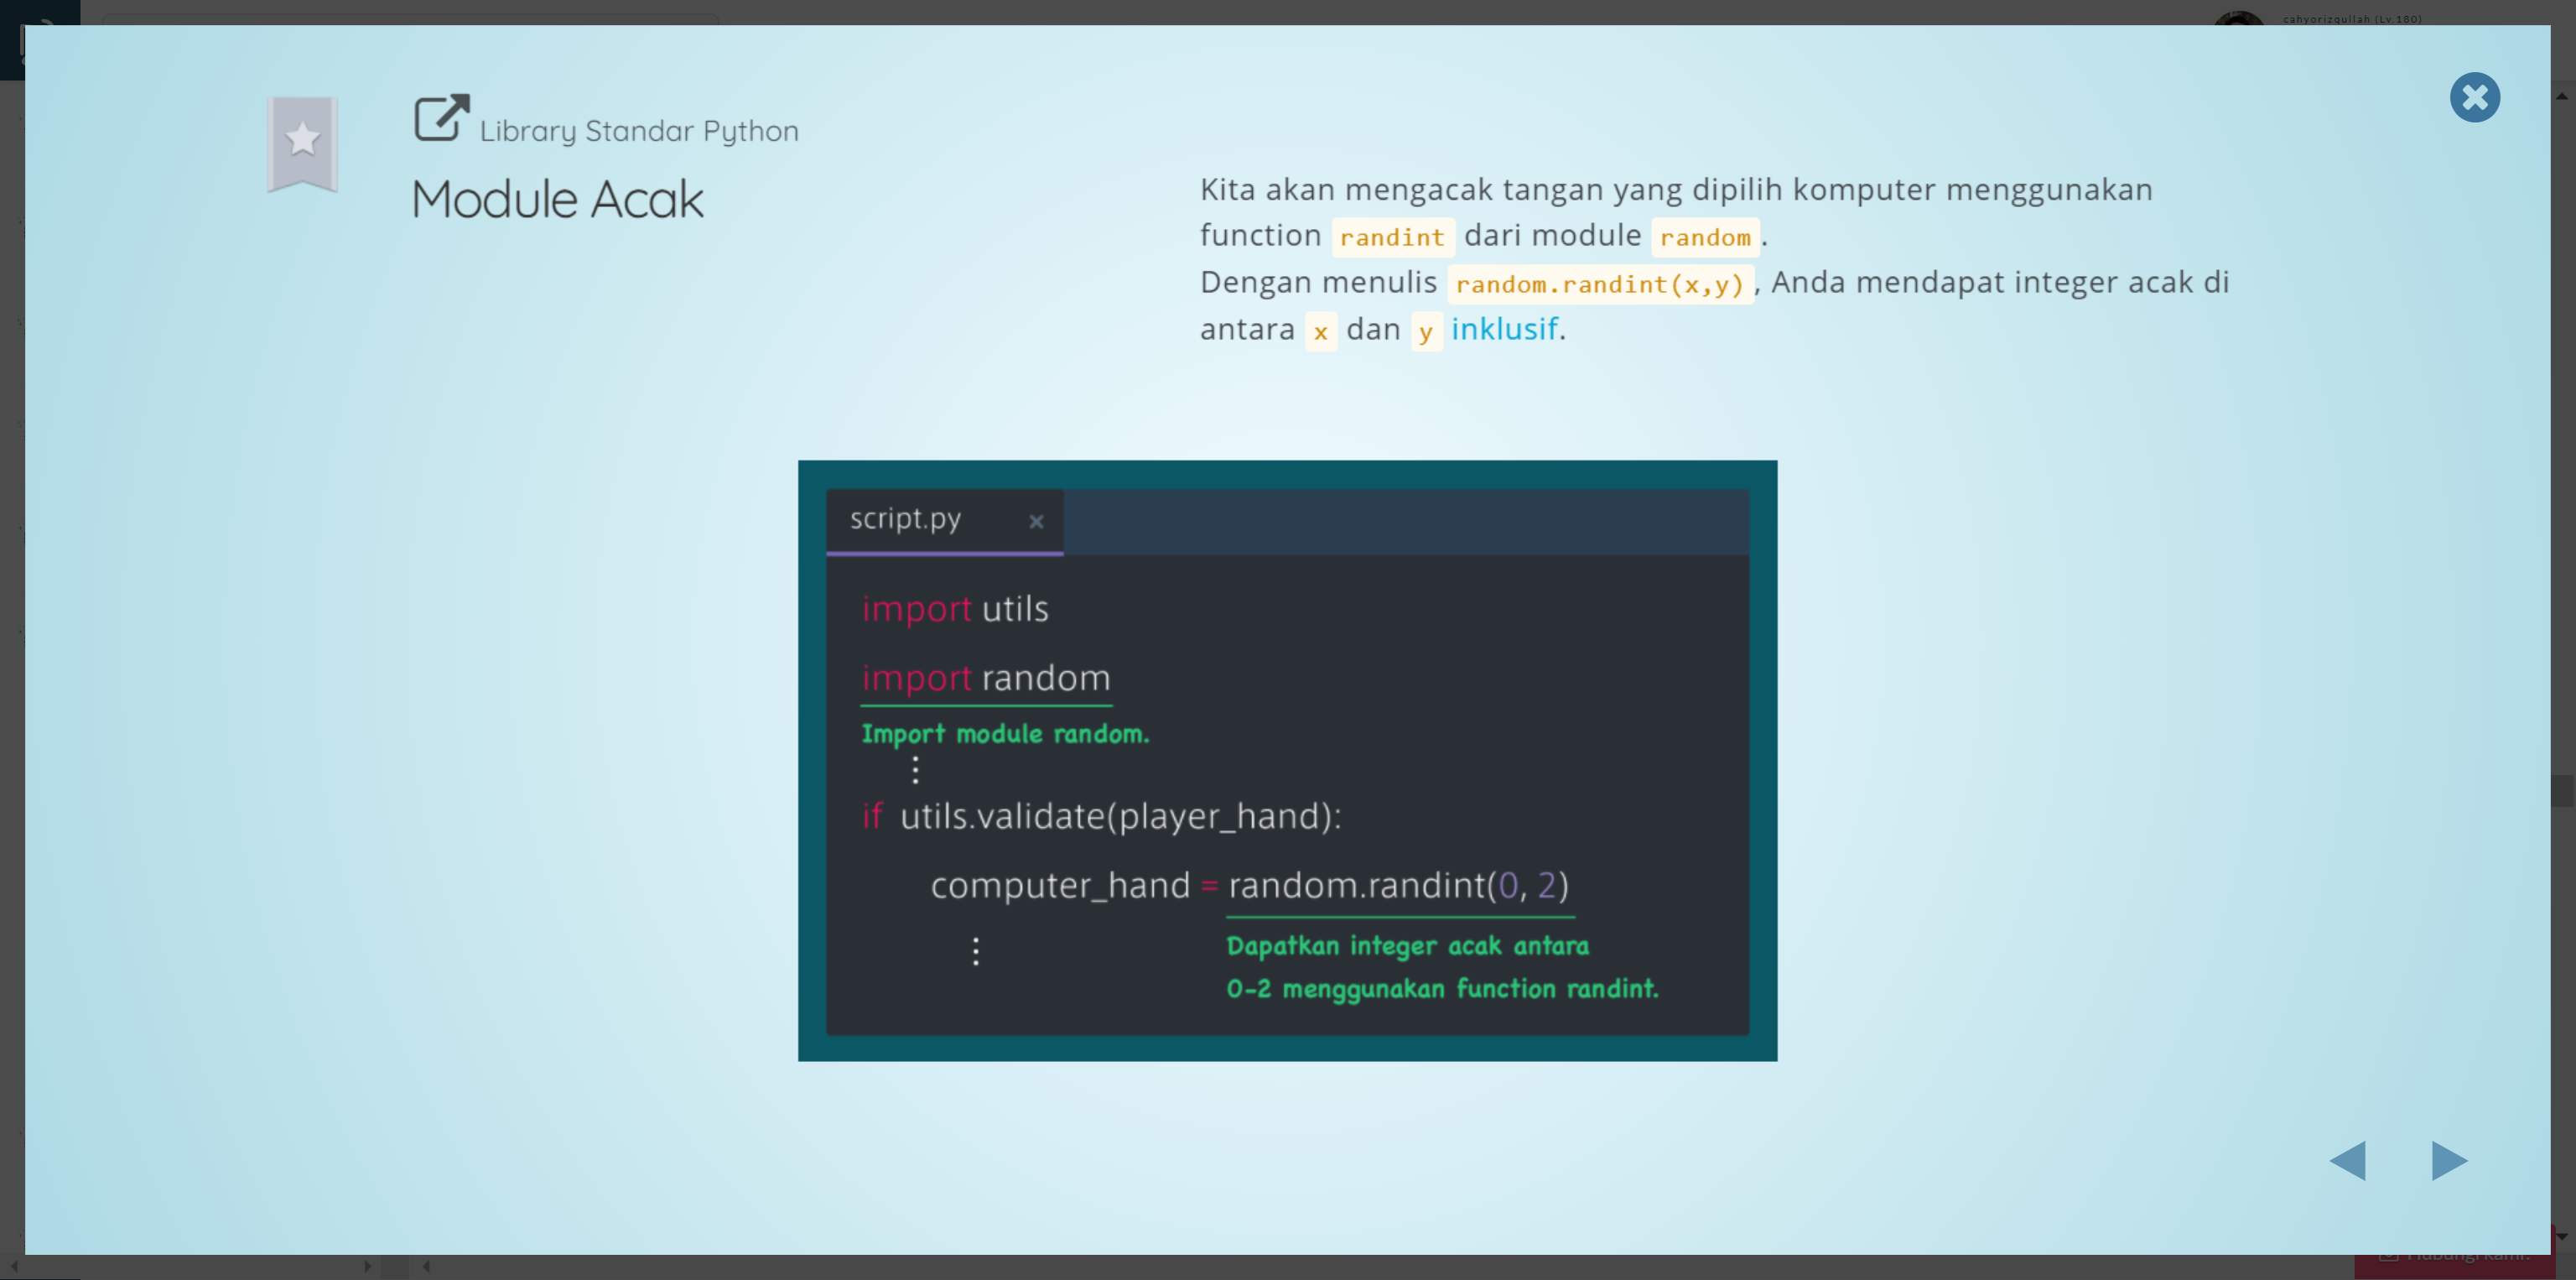 cahyorizqullah (Lv.180)
Library Standar Python
Module Acak
Kita akan mengacak tangan yang dipilih komputer menggunakan
function randint dari module random.
Dengan menulis random.randint(x,y), Anda mendapat integer acak di
antara x dan y inklusif.
script.py ×
import utils
import random
Import module random.
if utils.validate(player_hand):
computer_hand = random.randint(0, 2)
Dapatkan integer acak antara
0-2 menggunakan function randint.
Hubungi kami